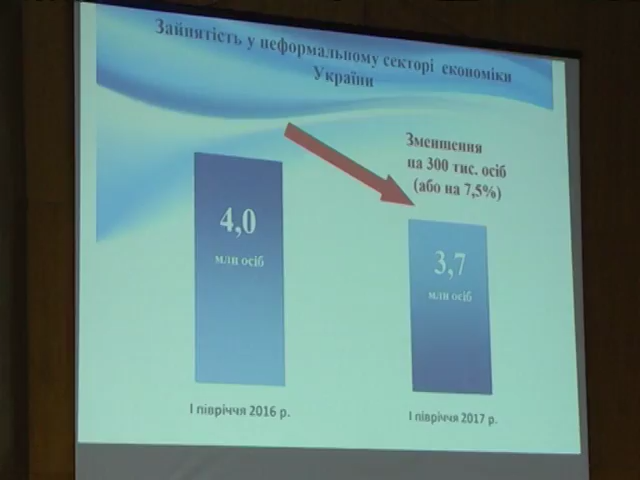 Зайнятість у неформальному секторі економіки
України
Зменшення
на 300 тис. осіб
(або на 7,5%)
4,0
млн осіб
3,7
млн осіб
І півріччя 2016 р.
І півріччя 2017 р.